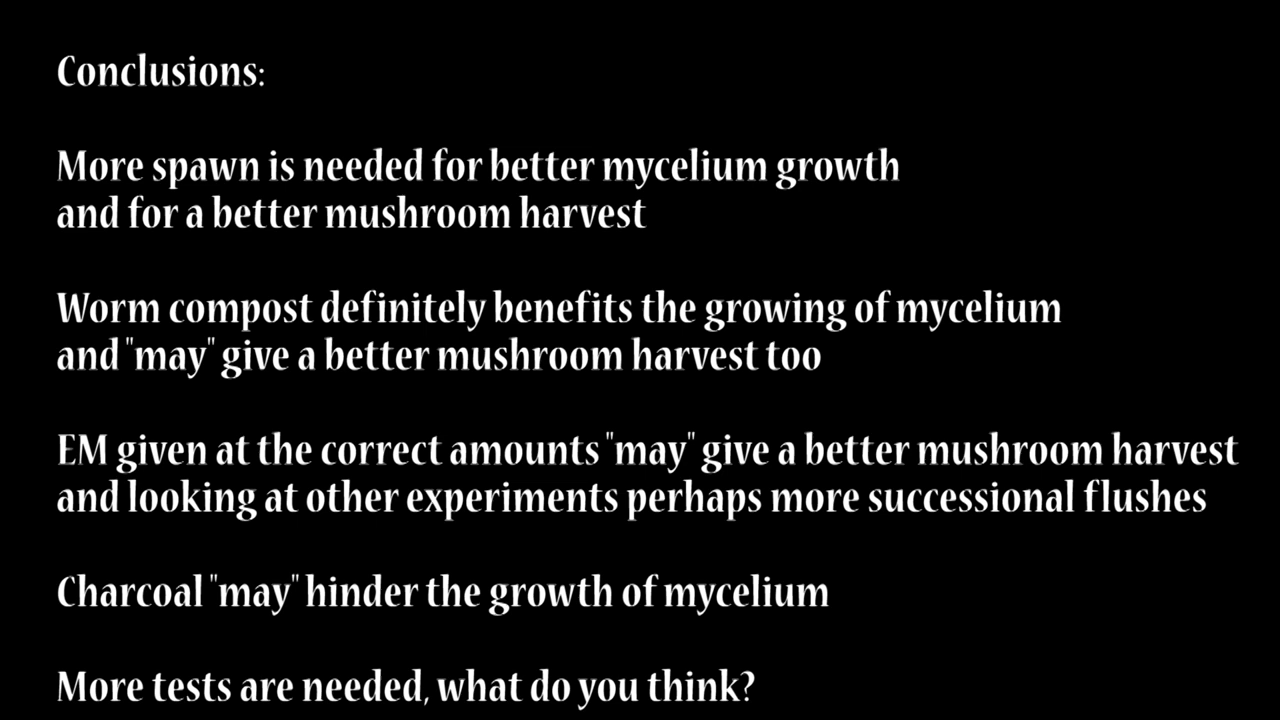 Conclusions:
More spawn is needed for better mycelium growth
and for a better mushroom harvest
Worm compost definitely benefits the growing of mycelium
and "may" give a better mushroom harvest too
EM given at the correct amounts "may" give a better mushroom harvest
and looking at other experiments perhaps more successional flushes
Charcoal "may" hinder the growth of mycelium
More tests are needed, what do you think?